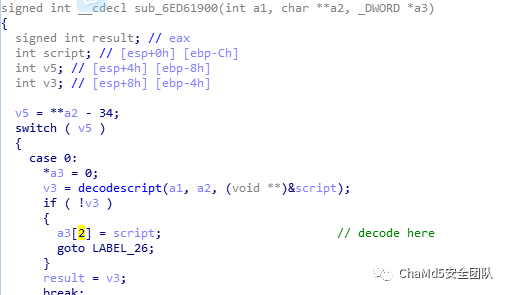 signed int __cdecl sub_6ED61900(int a1, char **a2, _DWORD *a3)
{
  signed int result; // eax
  int script; // [esp+0h] [ebp-Ch]
  int v5; // [esp+4h] [ebp-8h]
  int v3; // [esp+8h] [ebp-4h]

  v5 = **a2 - 34;
  switch ( v5 )
  {
    case 0:
      *a3 = 0;
      v3 = decodescript(a1, a2, (void **)&script);
      if ( !v3 )
      {
        a3[2] = script;                         // decode here
        goto LABEL_26;
      }
      result = v3;
      break;
ChaMd5安全团队